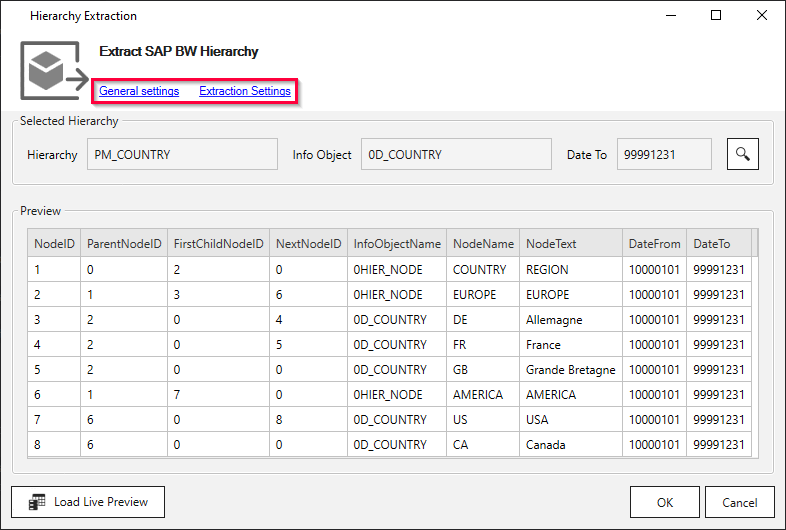 Hierarchy Extraction
Extract SAP BW Hierarchy
General settings Extraction Settings
Selected Hierarchy
Hierarchy PM_COUNTRY Info Object 0D_COUNTRY Date To 99991231
Preview
NodeID ParentNodeID FirstChildNodeID NextNodeID InfoObjectName NodeName NodeText DateFrom DateTo
1 0 2 0 0HIER_NODE COUNTRY REGION 10000101 99991231
2 1 3 6 0HIER_NODE EUROPE EUROPE 10000101 99991231
3 2 0 4 0D_COUNTRY DE Allemagne 10000101 99991231
4 2 0 5 0D_COUNTRY FR France 10000101 99991231
5 2 0 0 0D_COUNTRY GB Grande Bretagne 10000101 99991231
6 1 7 0 0HIER_NODE AMERICA AMERICA 10000101 99991231
7 6 0 8 0D_COUNTRY US USA 10000101 99991231
8 6 0 0 0D_COUNTRY CA Canada 10000101 99991231
Load Live Preview OK Cancel